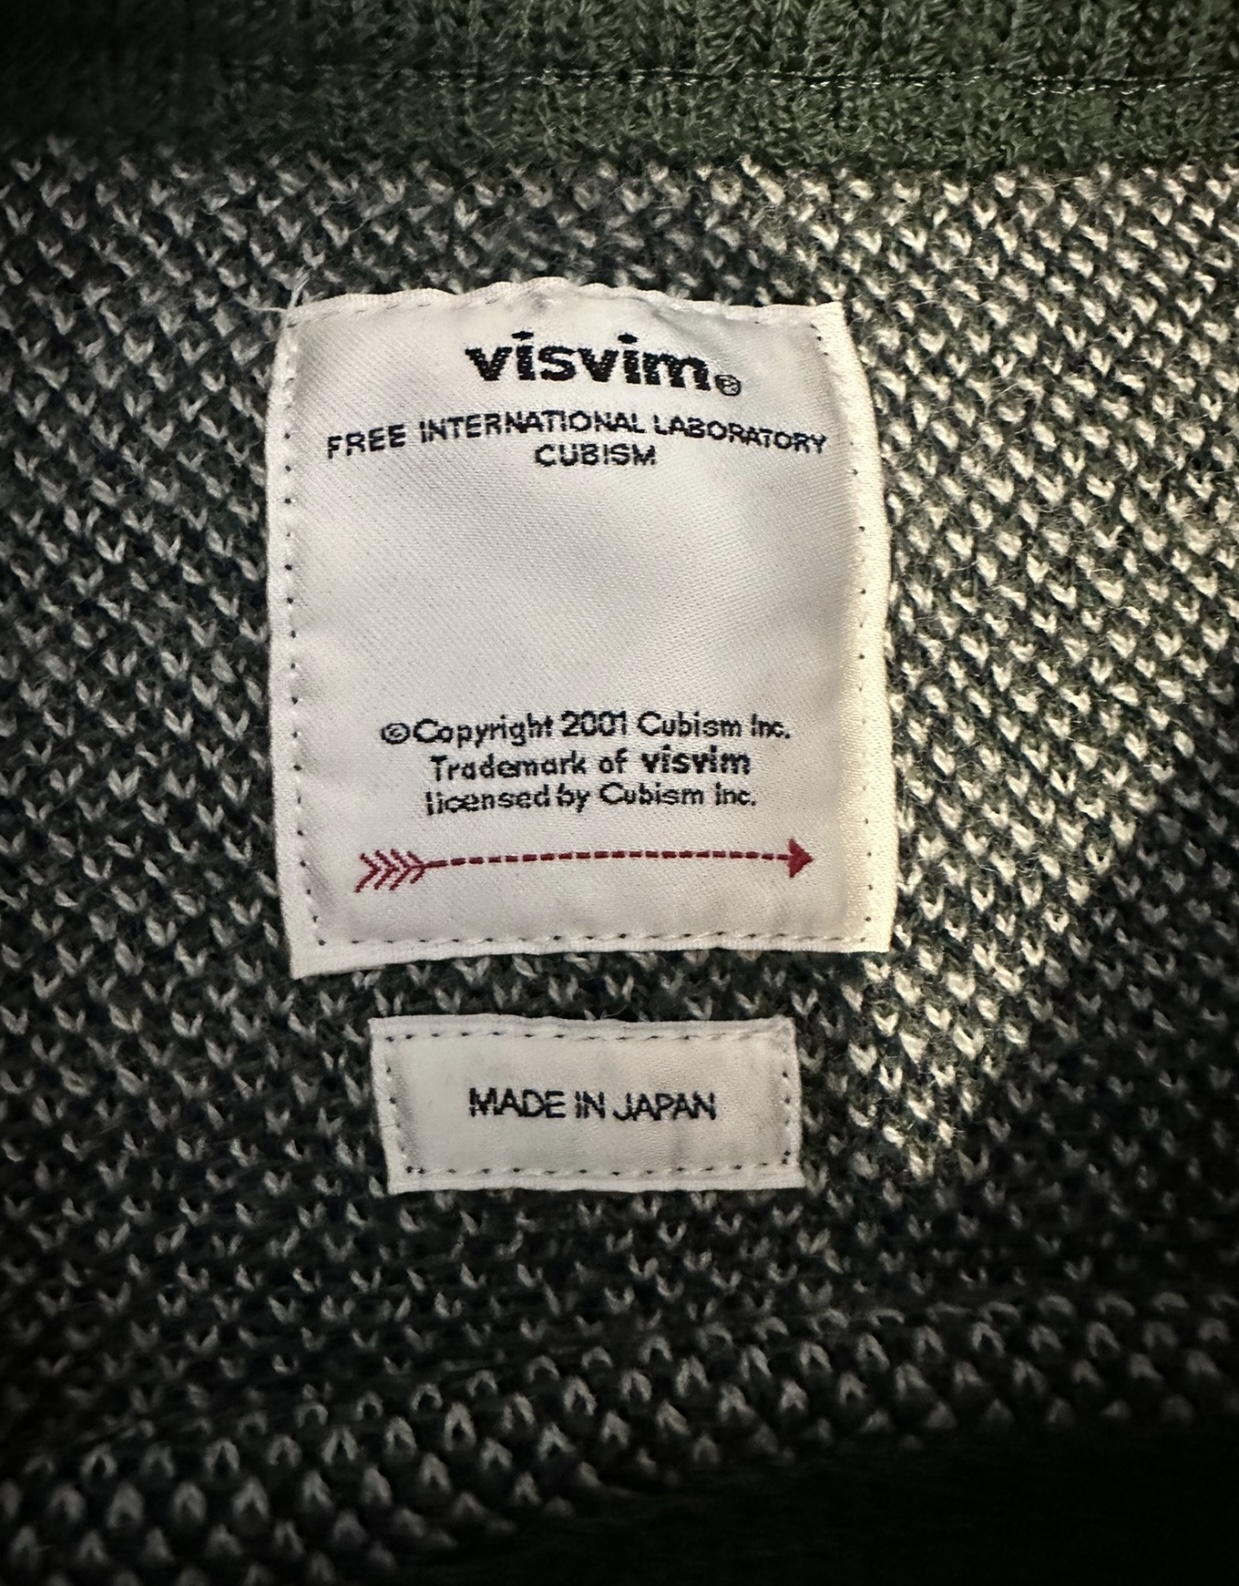 visvim®
FREE INTERNATIONAL LABORATORY
CUBISM
©Copyright 2001 Cubism Inc.
Trademark of visvim
licensed by Cubism Inc.
MADE IN JAPAN